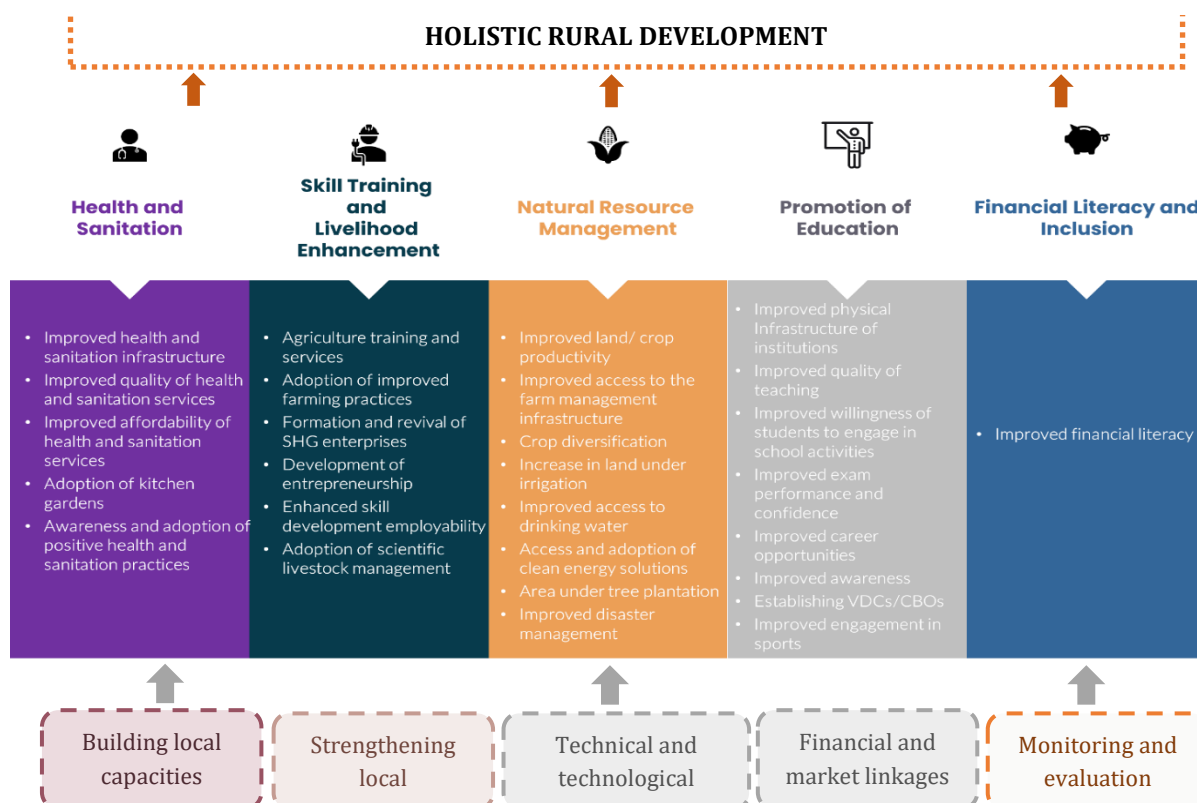 HOLISTIC RURAL DEVELOPMENT
Health and
Sanitation
Skill Training
and
Livelihood
Enhancement
Natural Resource
Management
Promotion of
Education
Financial Literacy and
Inclusion
• Improved health and
sanitation infrastructure
• Improved quality of health
and sanitation services
• Improved affordability of
health and sanitation
services
• Adoption of kitchen
gardens
• Awareness and adoption of
positive health and
sanitation practices
• Agriculture training and
services
• Adoption of improved
farming practices
• Formation and revival of
SHG enterprises
• Development of
entrepreneurship
• Enhanced skill
development employability
• Adoption of scientific
livestock management
• Improved land/ crop
productivity
• Improved access to the
farm management
infrastructure
• Crop diversification
• Increase in land under
irrigation
• Improved access to
drinking water
• Access and adoption of
clean energy solutions
• Area under tree plantation
• Improved disaster
management
• Improved physical
Infrastructure of
institutions
• Improved quality of
teaching
• Improved willingness of
students to engage in
school activities
• Improved exam
performance and
confidence
• Improved career
opportunities
• Improved awareness
• Establishing VDCs/CBOs
• Improved engagement in
sports
• Improved financial literacy
Building local
capacities
Strengthening
local
Technical and
technological
Financial and
market linkages
Monitoring and
evaluation